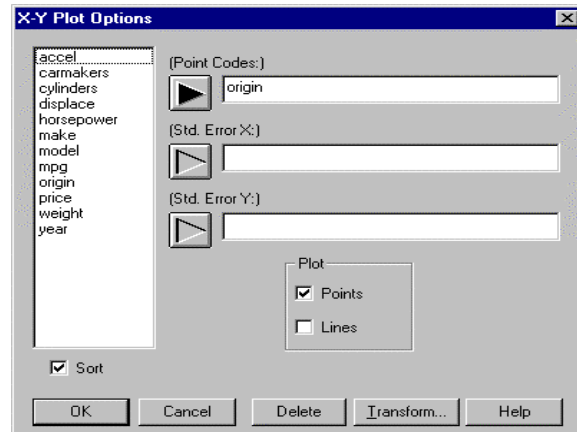 X-Y Plot Options
accel
carmakers
cylinders
displace
horsepower
make
model
mpg
origin
price
weight
year
(Point Codes:)
origin
(Std. Error X:)
(Std. Error Y:)
Plot
Points
Lines
Sort
OK
Cancel
Delete
Transform...
Help